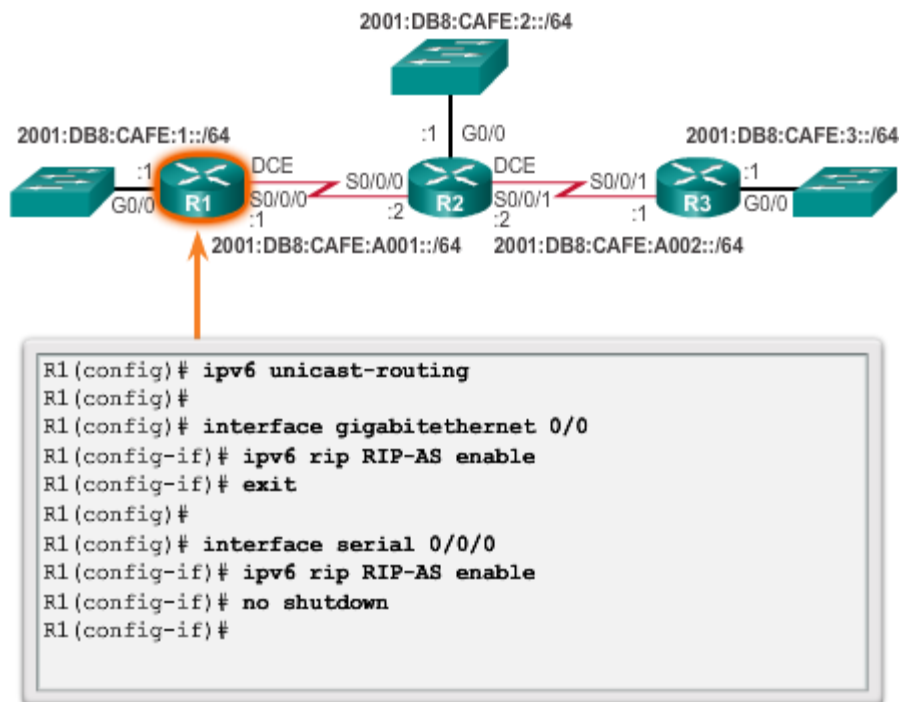 2001:DB8:CAFE:2::/64
:1 G0/0
2001:DB8:CAFE:1::/64
2001:DB8:CAFE:3::/64
:1
G0/0
R1
DCE
S0/0/0
:1
S0/0/0
:2
R2
DCE
S0/0/1
:2
S0/0/1
:1
R3
:1
G0/0
2001:DB8:CAFE:A001::/64
2001:DB8:CAFE:A002::/64
R1(config)# ipv6 unicast-routing
R1(config)#
R1(config)# interface gigabitethernet 0/0
R1(config-if)# ipv6 rip RIP-AS enable
R1(config-if)# exit
R1(config)#
R1(config)# interface serial 0/0/0
R1(config-if)# ipv6 rip RIP-AS enable
R1(config-if)# no shutdown
R1(config-if)#